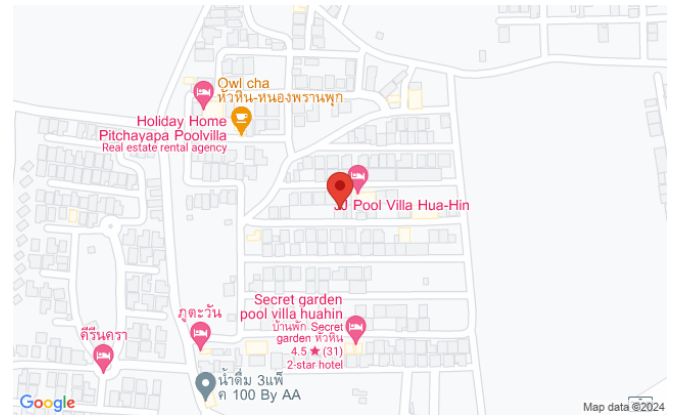 Owl cha
หัวหิน-หนองพรานพุก
Holiday Home
Pitchayapa Poolvilla
Real estate rental agency
Pool Villa Hua-Hin
Secret garden
pool villa huahin
บ้านพัก Secret
garden หัวหิน
4.5 ★ (31)
2-star hotel
ภูตะวัน
คีรีนครา
น้ำดื่ม 3แพ็
ค 100 By AA
Google
Map data ©2024